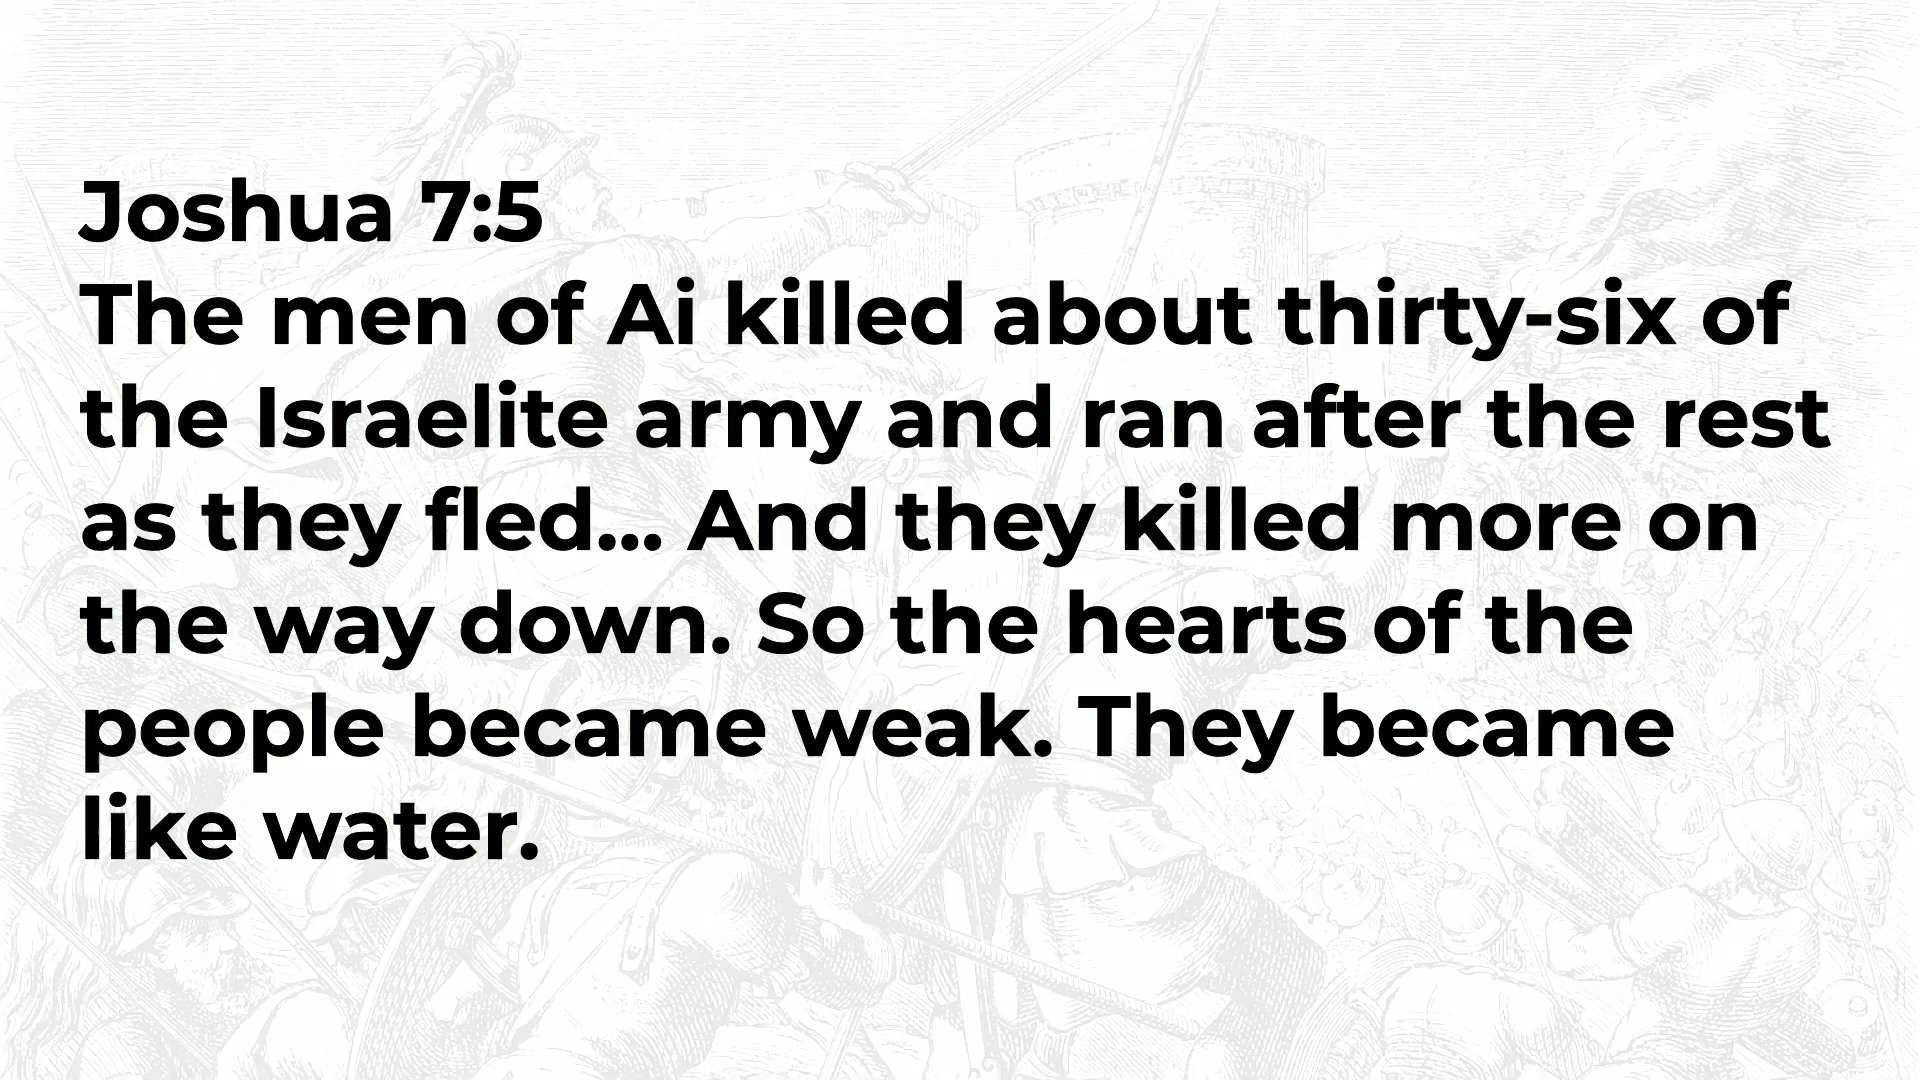 Joshua 7:5
The men of Ai killed about thirty-six of
the Israelite army and ran after the rest
as they fled... And they killed more on
the way down. So the hearts of the
people became weak. They became
like water.